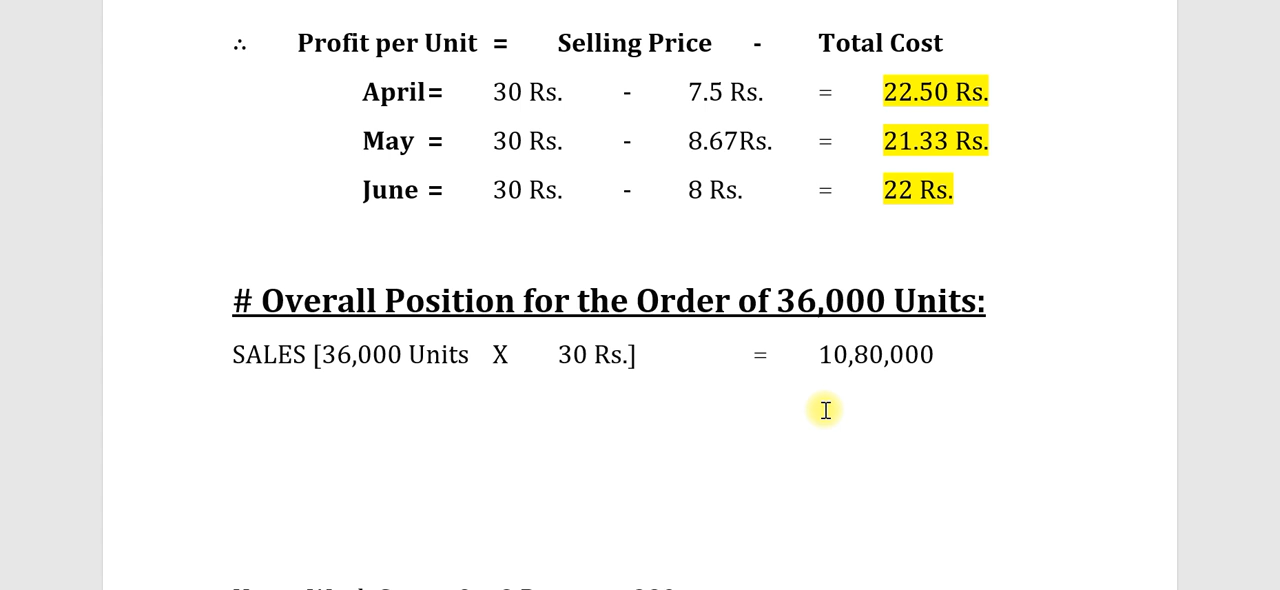 ∴ Profit per Unit = Selling Price - Total Cost
April= 30 Rs. - 7.5 Rs. = 22.50 Rs.
May = 30 Rs. - 8.67Rs. = 21.33 Rs.
June = 30 Rs. - 8 Rs. = 22 Rs.
# Overall Position for the Order of 36,000 Units:
SALES [36,000 Units X 30 Rs.] = 10,80,000